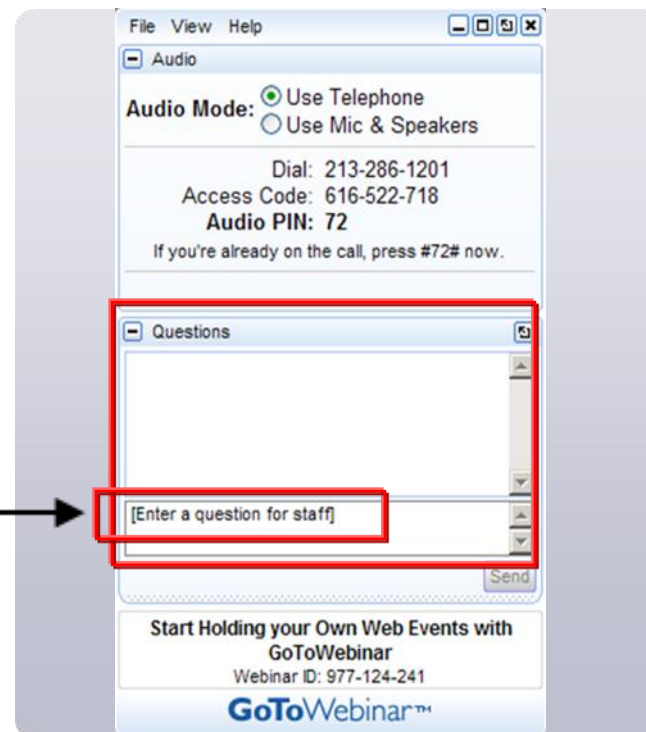 File View Help
Audio
Audio Mode: Use Telephone
Use Mic & Speakers
Dial: 213-286-1201
Access Code: 616-522-718
Audio PIN: 72
If you're already on the call, press #72# now.
Questions
[Enter a question for staff]
Send
Start Holding your Own Web Events with
GoToWebinar
Webinar ID: 977-124-241
GoToWebinar™